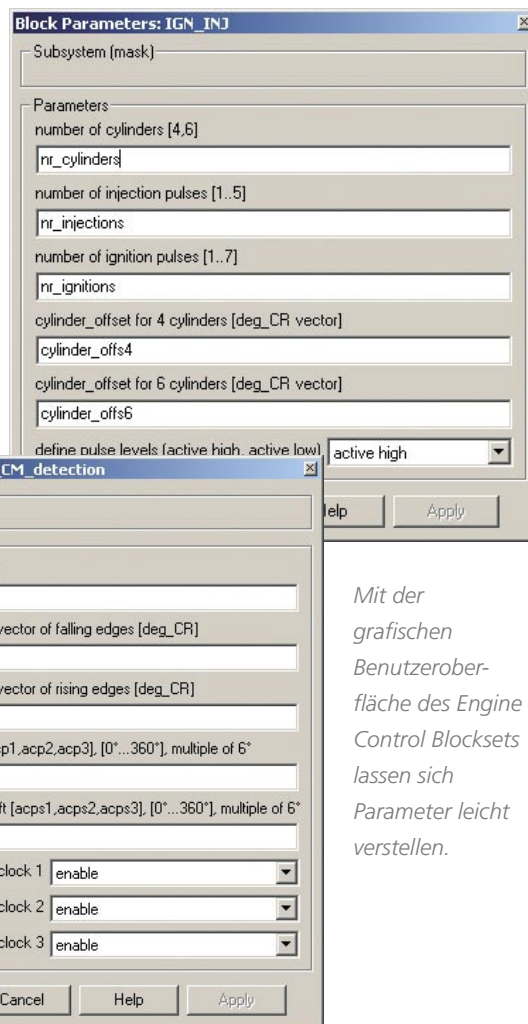 Block Parameters: IGN_INJ
Subsystem (mask)
Parameters
number of cylinders [4,6]
nr_cylinders
number of injection pulses [1..5]
nr_injections
number of ignition pulses [1..7]
nr_ignitions
cylinder_offset for 4 cylinders [deg_CR vector]
cylinder_offs4
cylinder_offset for 6 cylinders [deg_CR vector]
cylinder_offs6
define pulse levels (active high, active low) active high
Help Apply
CM_detection
vector of falling edges [deg_CR]
vector of rising edges [deg_CR]
cp1,acp2,acp3], [0°...360°], multiple of 6°
ft [acps1,acps2,acps3], [0°...360°], multiple of 6°
clock 1 enable
clock 2 enable
clock 3 enable
Cancel Help Apply
Mit der
grafischen
Benutzerober-
fläche des Engine
Control Blocksets
lassen sich
Parameter leicht
verstellen.